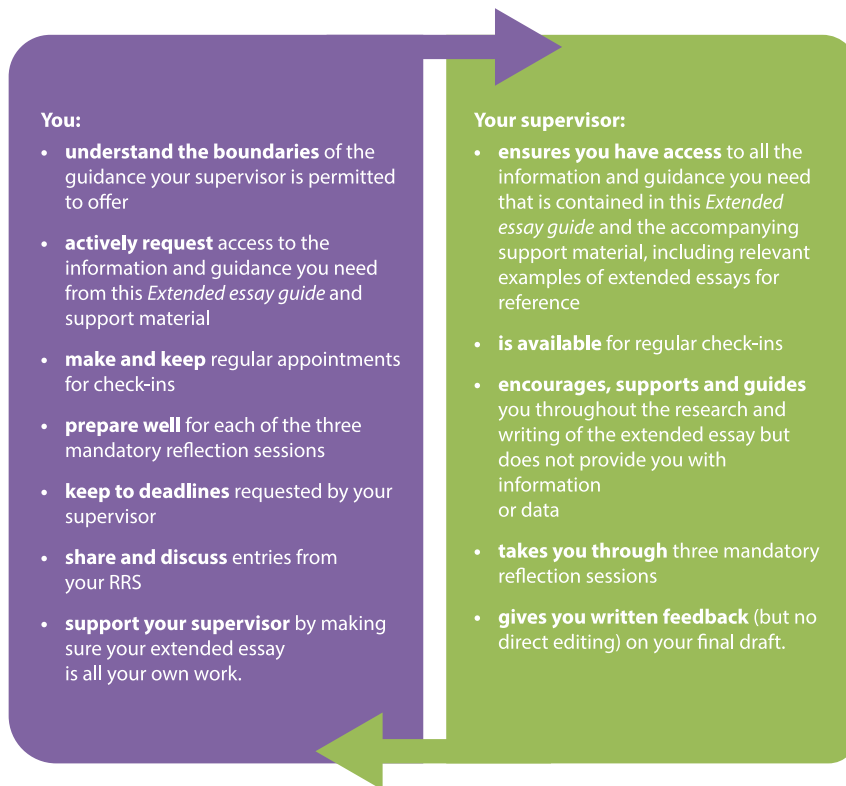 You:
• understand the boundaries of the
guidance your supervisor is permitted
to offer
• actively request access to the
information and guidance you need
from this Extended essay guide and
support material
• make and keep regular appointments
for check-ins
• prepare well for each of the three
mandatory reflection sessions
• keep to deadlines requested by your
supervisor
• share and discuss entries from
your RRS
• support your supervisor by making
sure your extended essay
is all your own work.
Your supervisor:
• ensures you have access to all the
information and guidance you need
that is contained in this Extended
essay guide and the accompanying
support material, including relevant
examples of extended essays for
reference
• is available for regular check-ins
• encourages, supports and guides
you throughout the research and
writing of the extended essay but
does not provide you with
information
or data
• takes you through three mandatory
reflection sessions
• gives you written feedback (but no
direct editing) on your final draft.